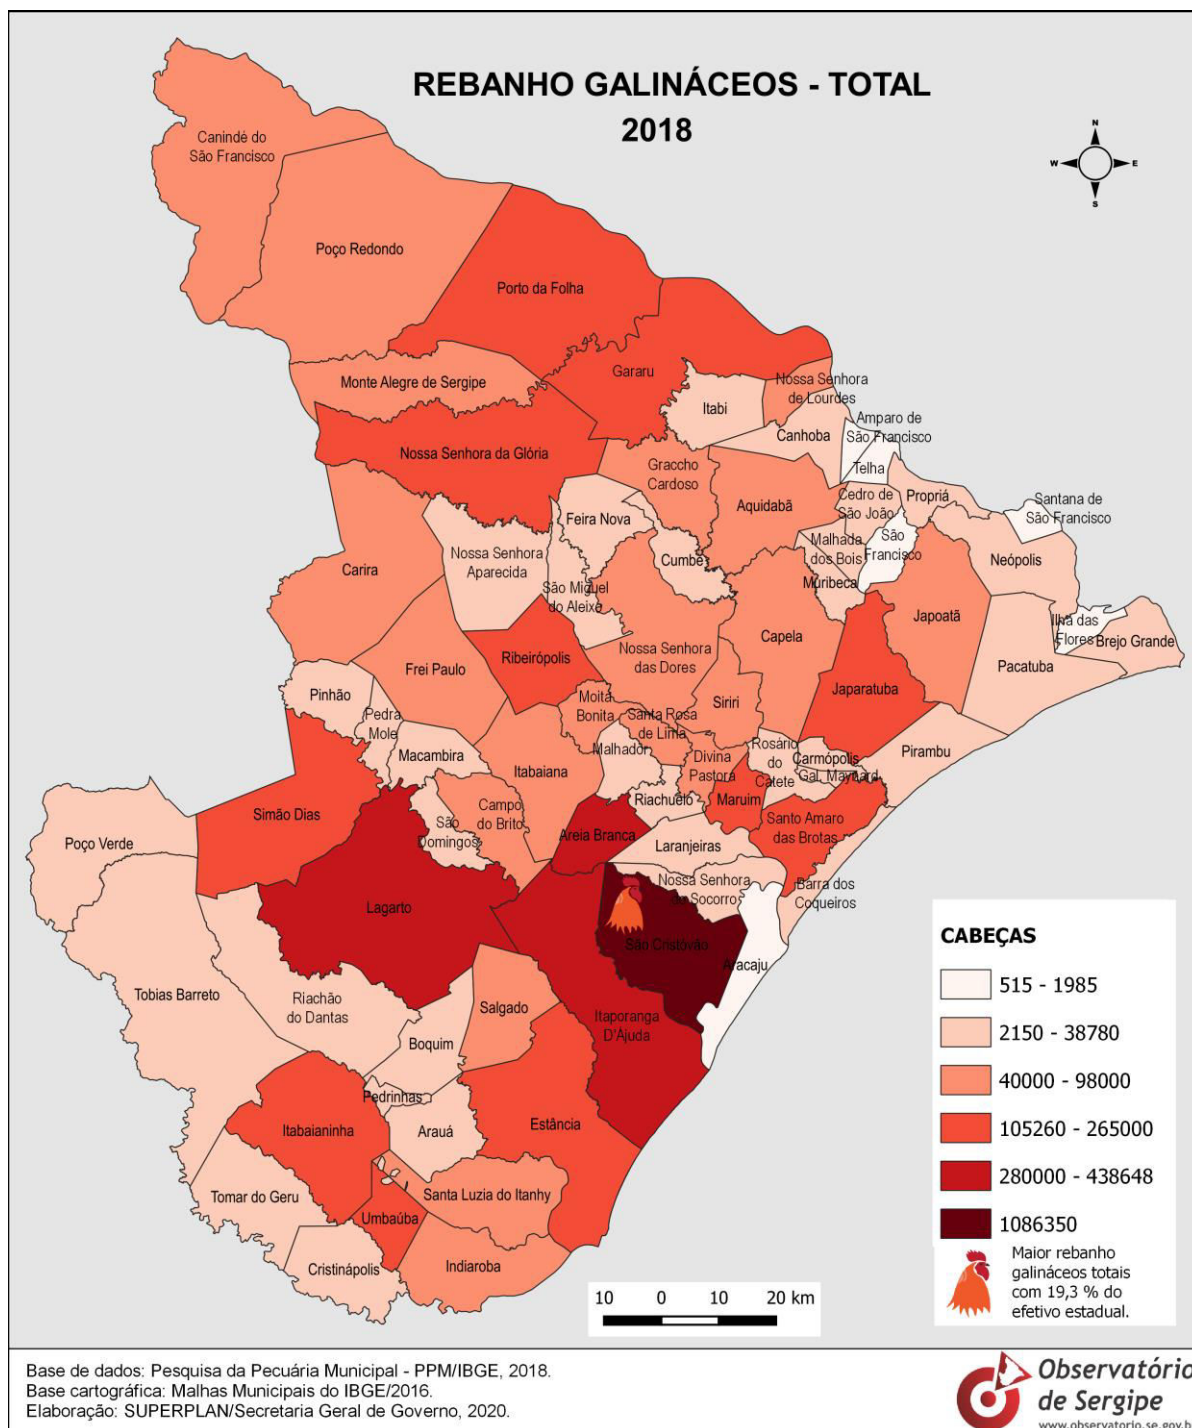 REBANHO GALINÁCEOS - TOTAL
2018
N
W
E
S
Canindé do
São Francisco
Poço Redondo
Porto da Folha
Gararu
Monte Alegre de Sergipe
Nossa Senhora
de Lourdes
Itabi
Canhoba
Amparo de
São Francisco
Telha
Nossa Senhora da Glória
Graccho
Cardoso
Aquidabã
Cedro de
São João
Propriá
Santana de
São Francisco
Feira Nova
São
Francisco
Malhada
dos Bois
Neópolis
Nossa Senhora
Aparecida
Cumbe
Carira
São Miguel
do Aleixo
Muribeca
Japoatã
Ilha das
Flores
Brejo Grande
Capela
Pacatuba
Nossa Senhora
das Dores
Ribeirópolis
Frei Paulo
Japaratuba
Pinhão
Moita
Bonita
Siriri
Pedra
Mole
Santa Rosa
de Lima
Macambira
Malhador
Itabaiana
Divina
Pastora
Rosário
do
Catete
Carmópolis
Gal. Maynard
Pirambu
Riachuelo
Maruim
Simão Dias
Campo
do Brito
São
Domingos
Areia Branca
Santo Amaro
das Brotas
Poço Verde
Laranjeiras
Nossa Senhora
do Socorro
Barra dos
Coqueiros
Lagarto
São Cristóvão
Aracaju
Tobias Barreto
Riachão
do Dantas
Salgado
Itaporanga
D'Ajuda
Boquim
Pedrinhas
Itabaianinha
Arauá
Estância
Tomar do Geru
Santa Luzia do Itanhy
Umbaúba
Cristinápolis
Indiaroba
CABEÇAS
515 - 1985
2150 - 38780
40000 - 98000
105260 - 265000
280000 - 438648
1086350
Maior rebanho
galináceos totais
com 19,3 % do
efetivo estadual.
10 0 10 20 km
Base de dados: Pesquisa da Pecuária Municipal - PPM/IBGE, 2018.
Base cartográfica: Malhas Municipais do IBGE/2016.
Elaboração: SUPERPLAN/Secretaria Geral de Governo, 2020.
Observatório
de Sergipe
www.observatorio.se.gov.b